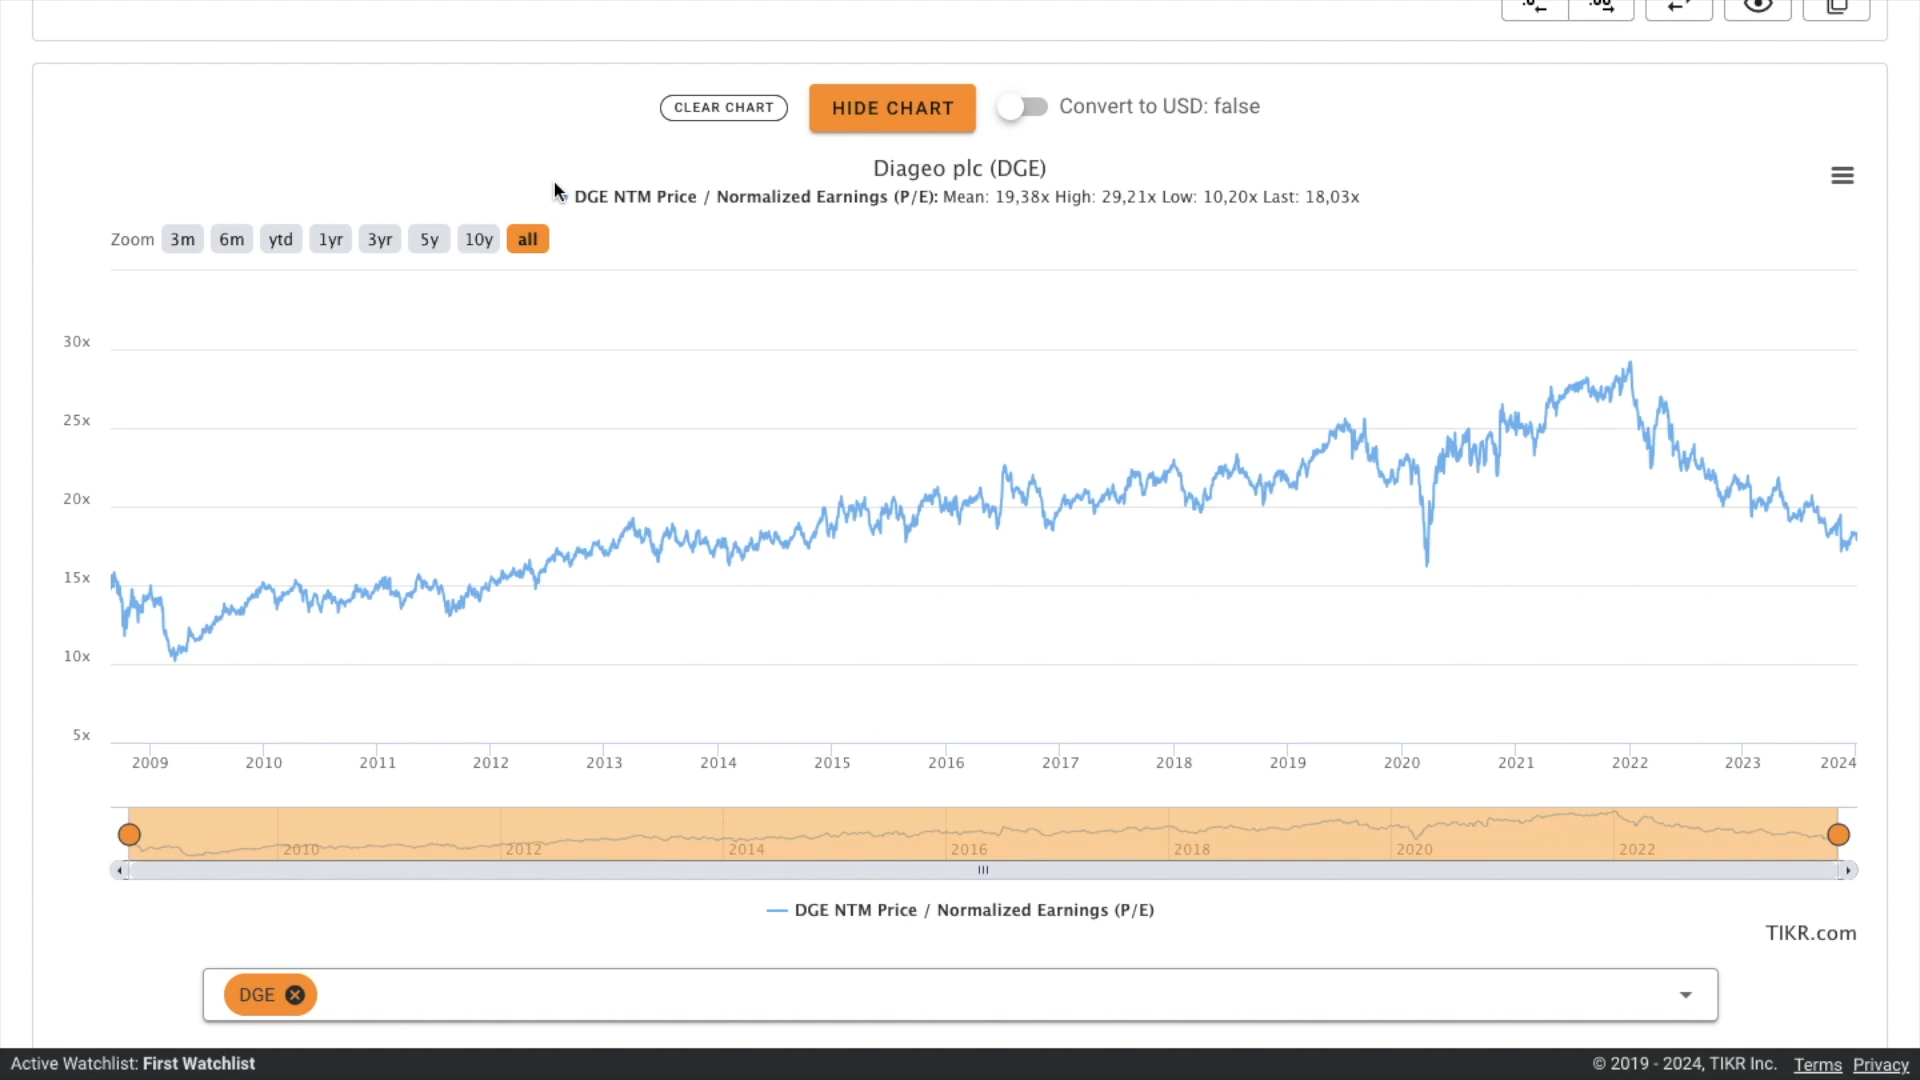 CLEAR CHART
HIDE CHART
Convert to USD: false
Diageo plc (DGE)
DGE NTM Price / Normalized Earnings (P/E): Mean: 19,38x High: 29,21x Low: 10,20x Last: 18,03x
Zoom 3m 6m ytd 1yr 3yr 5y 10y all
30x
25x
20x
15x
10x
5x
2009 2010 2011 2012 2013 2014 2015 2016 2017 2018 2019 2020 2021 2022 2023 2024
2010 2012 2014 2016 2018 2020 2022
DGE NTM Price / Normalized Earnings (P/E)
TIKR.com
DGE
Active Watchlist: First Watchlist
© 2019 - 2024, TIKR Inc. Terms Privacy